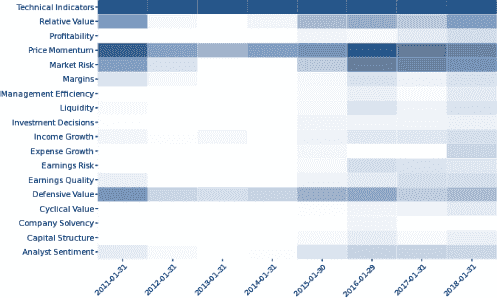 Technical Indicators
Relative Value
Profitability
Price Momentum
Market Risk
Margins
Management Efficiency
Liquidity
Investment Decisions
Income Growth
Expense Growth
Earnings Risk
Earnings Quality
Defensive Value
Cyclical Value
Company Solvency
Capital Structure
Analyst Sentiment
2011-01-31
2012-01-31
2013-01-31
2014-01-31
2015-01-30
2016-01-29
2017-01-31
2018-01-31